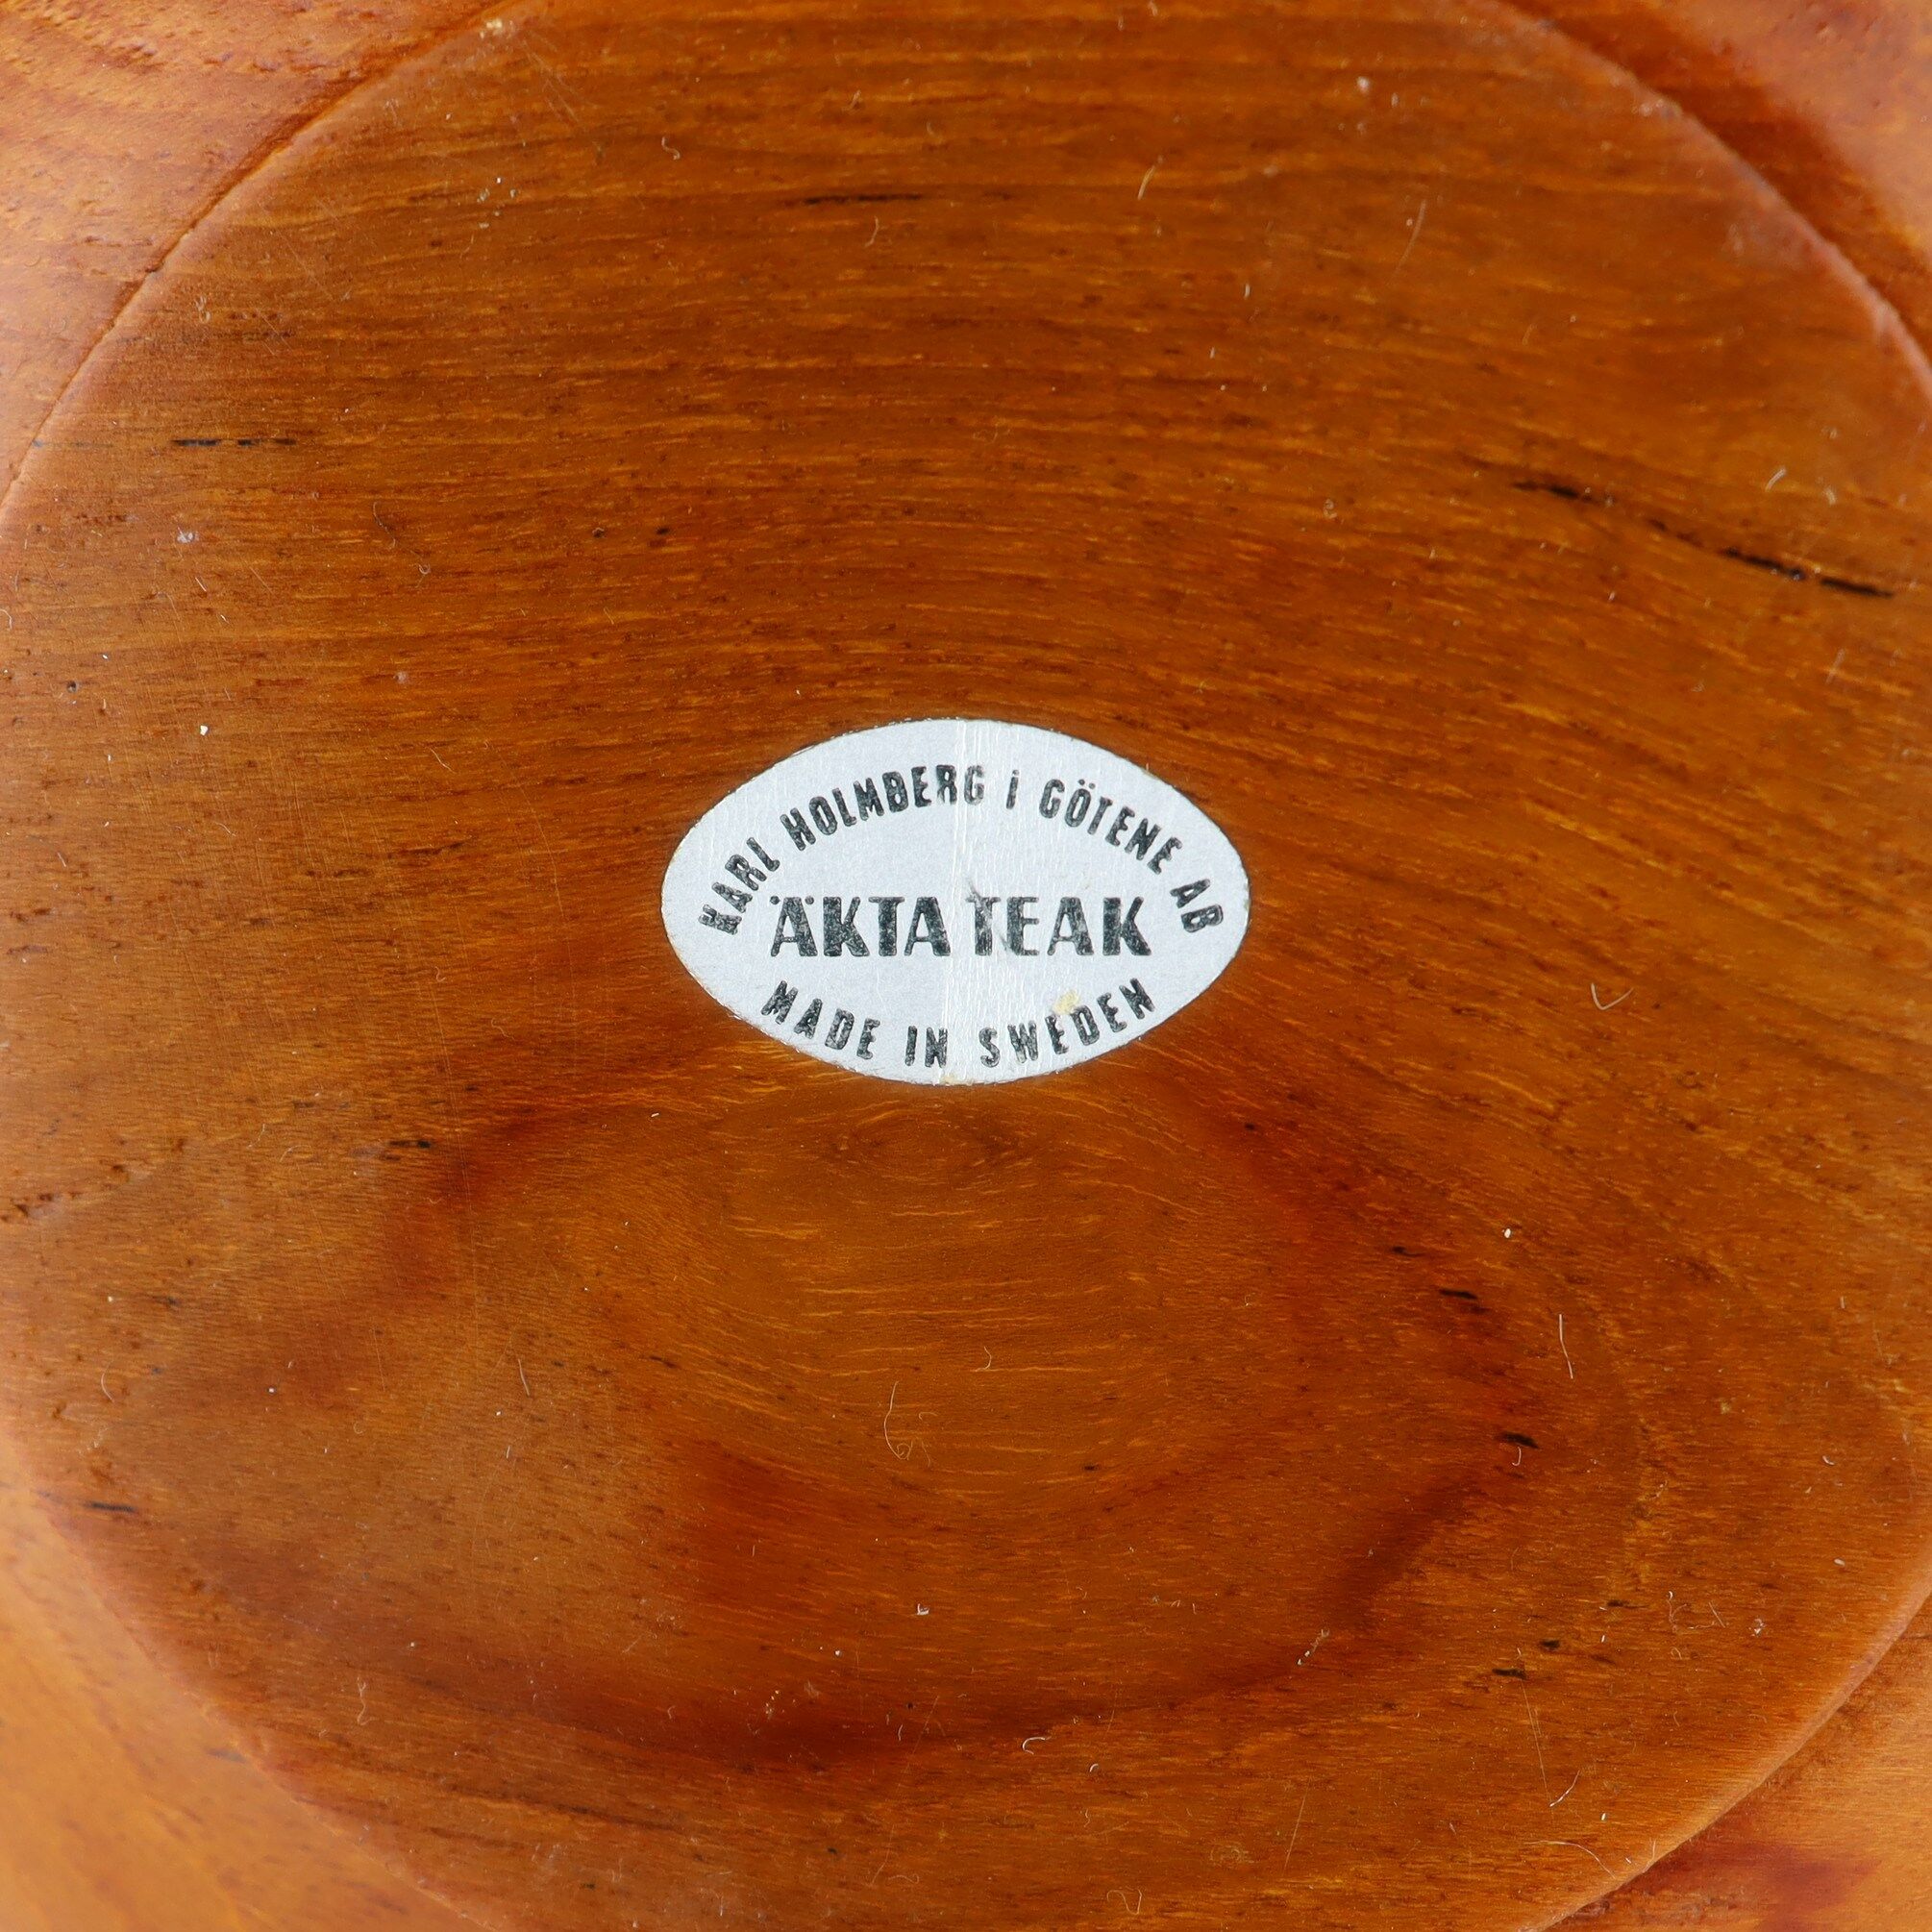 KARL HOLMBERG i GÖTENE AB
ÄKTA TEAK
MADE IN SWEDEN